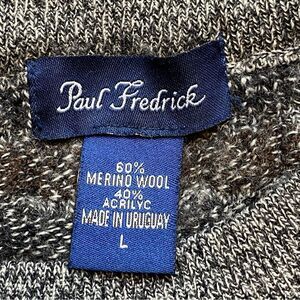 Paul Fredrick
60%
MERINO WOOL
40%
ACRILYC
MADE IN URUGUAY
L